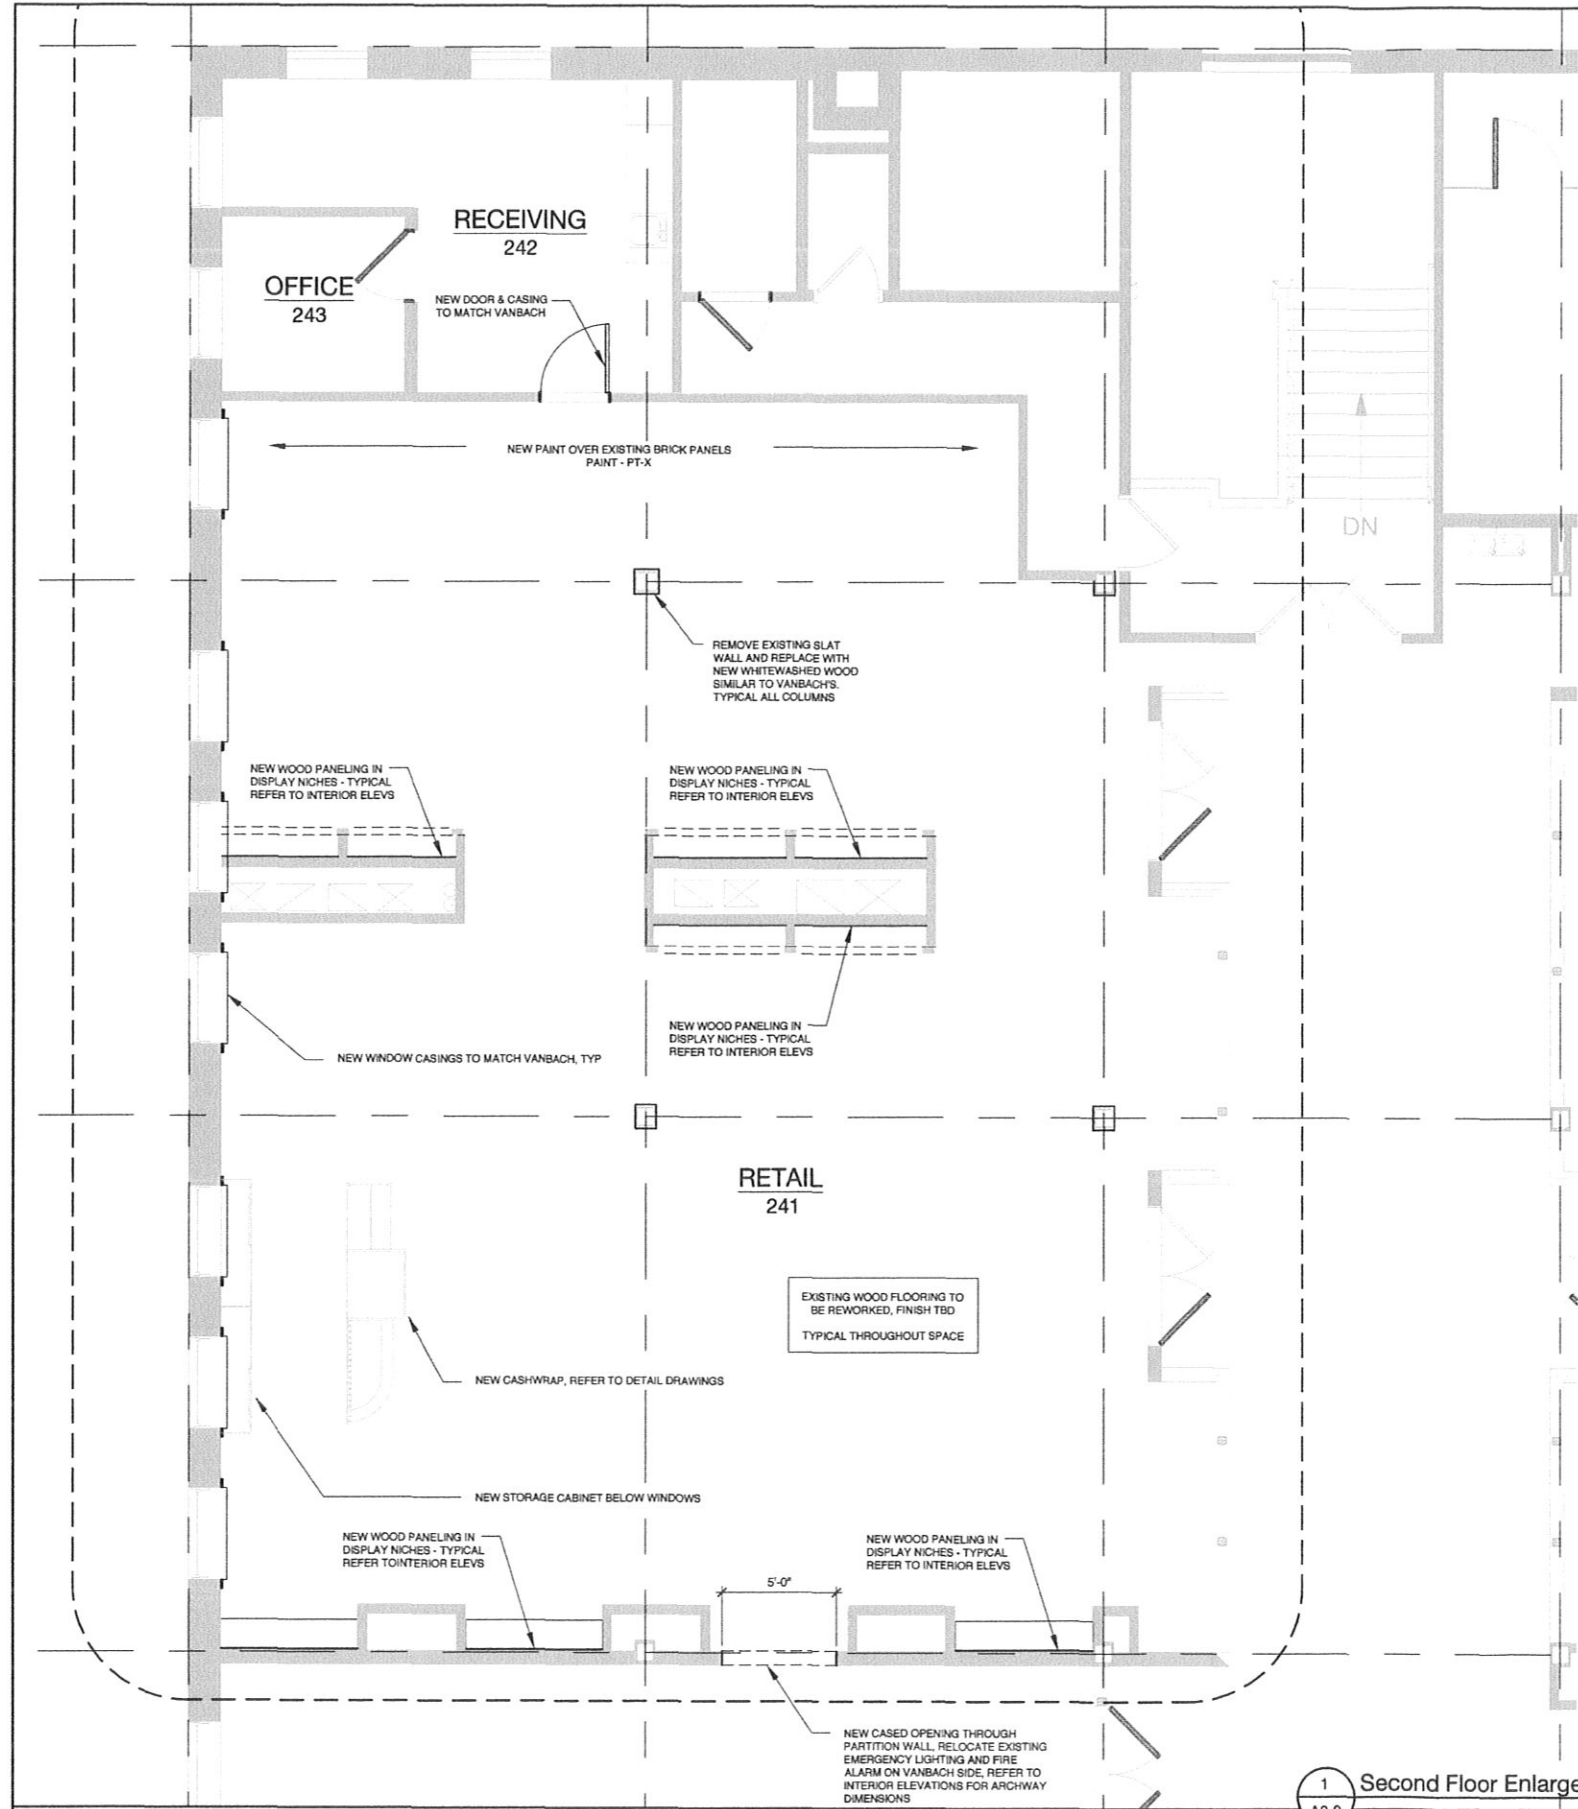 RECEIVING
242
OFFICE
243
NEW DOOR & CASING
TO MATCH VANBACH
NEW PAINT OVER EXISTING BRICK PANELS
PAINT - PT-X
DN
REMOVE EXISTING SLAT
WALL AND REPLACE WITH
NEW WHITEWASHED WOOD
SIMILAR TO VANBACH'S.
TYPICAL ALL COLUMNS
NEW WOOD PANELING IN
DISPLAY NICHES - TYPICAL
REFER TO INTERIOR ELEVS
NEW WOOD PANELING IN
DISPLAY NICHES - TYPICAL
REFER TO INTERIOR ELEVS
NEW WOOD PANELING IN
DISPLAY NICHES - TYPICAL
REFER TO INTERIOR ELEVS
NEW WINDOW CASINGS TO MATCH VANBACH, TYP
RETAIL
241
EXISTING WOOD FLOORING TO
BE REWORKED, FINISH TBD
TYPICAL THROUGHOUT SPACE
NEW CASHWRAP, REFER TO DETAIL DRAWINGS
NEW STORAGE CABINET BELOW WINDOWS
NEW WOOD PANELING IN
DISPLAY NICHES - TYPICAL
REFER TOINTERIOR ELEVS
NEW WOOD PANELING IN
DISPLAY NICHES - TYPICAL
REFER TO INTERIOR ELEVS
5'-0"
NEW CASED OPENING THROUGH
PARTITION WALL, RELOCATE EXISTING
EMERGENCY LIGHTING AND FIRE
ALARM ON VANBACH SIDE, REFER TO
INTERIOR ELEVATIONS FOR ARCHWAY
DIMENSIONS
1
Second Floor Enlarge